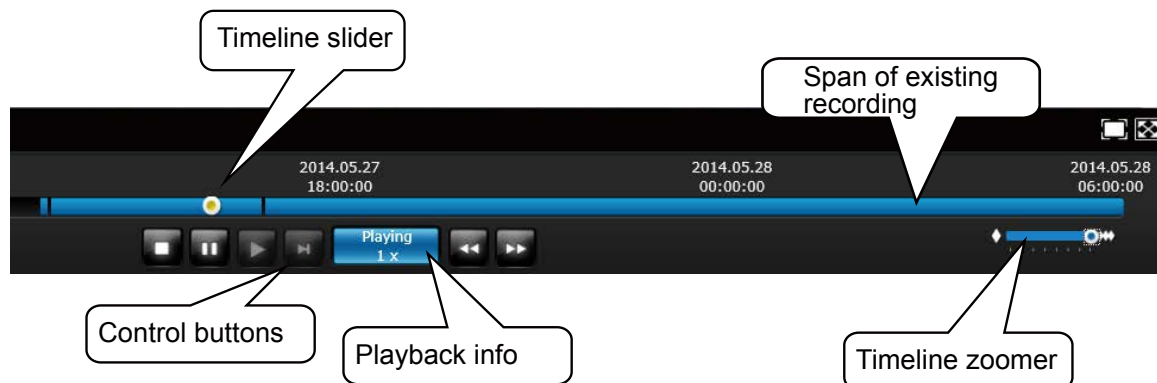 Timeline slider
Span of existing
recording
2014.05.27
18:00:00
2014.05.28
00:00:00
2014.05.28
06:00:00
Playing
1 x
Control buttons
Playback info
Timeline zoomer